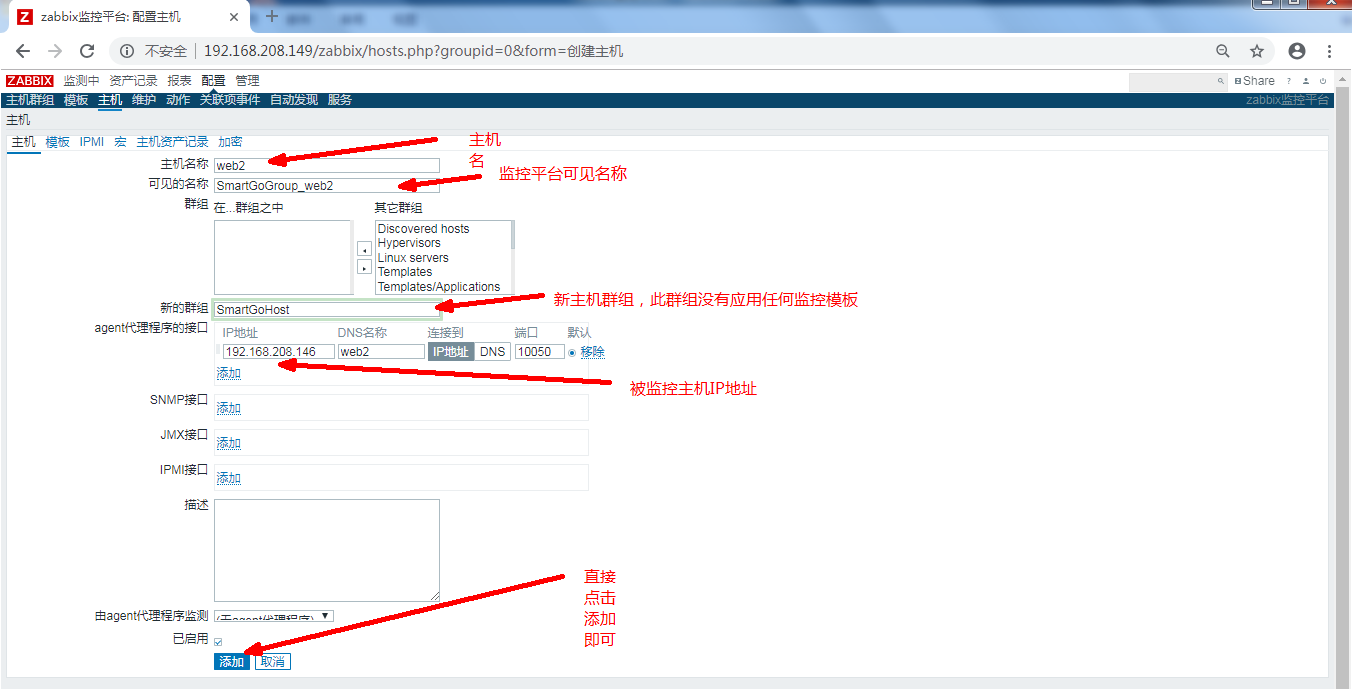 Z zabbix监控平台: 配置主机
不安全 192.168.208.149/zabbix/hosts.php?groupid=0&form=创建主机
ZABBIX 监测中 资产记录 报表 配置 管理 Share ?
主机群组 模板 主机 维护 动作 关联项事件 自动发现 服务 zabbix监控平台
主机
主机 模板 IPMI 宏 主机资产记录 加密
主机名称 web2
主机
名
可见的名称 SmartGoGroup_web2
监控平台可见名称
群组 在...群组之中 其它群组
Discovered hosts
Hypervisors
Linux servers
Templates
Templates/Applications
新的群组 SmartGoHost
新主机群组，此群组没有应用任何监控模板
agent代理程序的接口 IP地址 DNS名称 连接到 端口 默认
192.168.208.146 web2 IP地址 DNS 10050 移除
添加
被监控主机IP地址
SNMP接口 添加
JMX接口 添加
IPMI接口 添加
描述
直接
点击
添加
即可
由agent代理程序监测 (由agent代理程序)
已启用
添加 取消